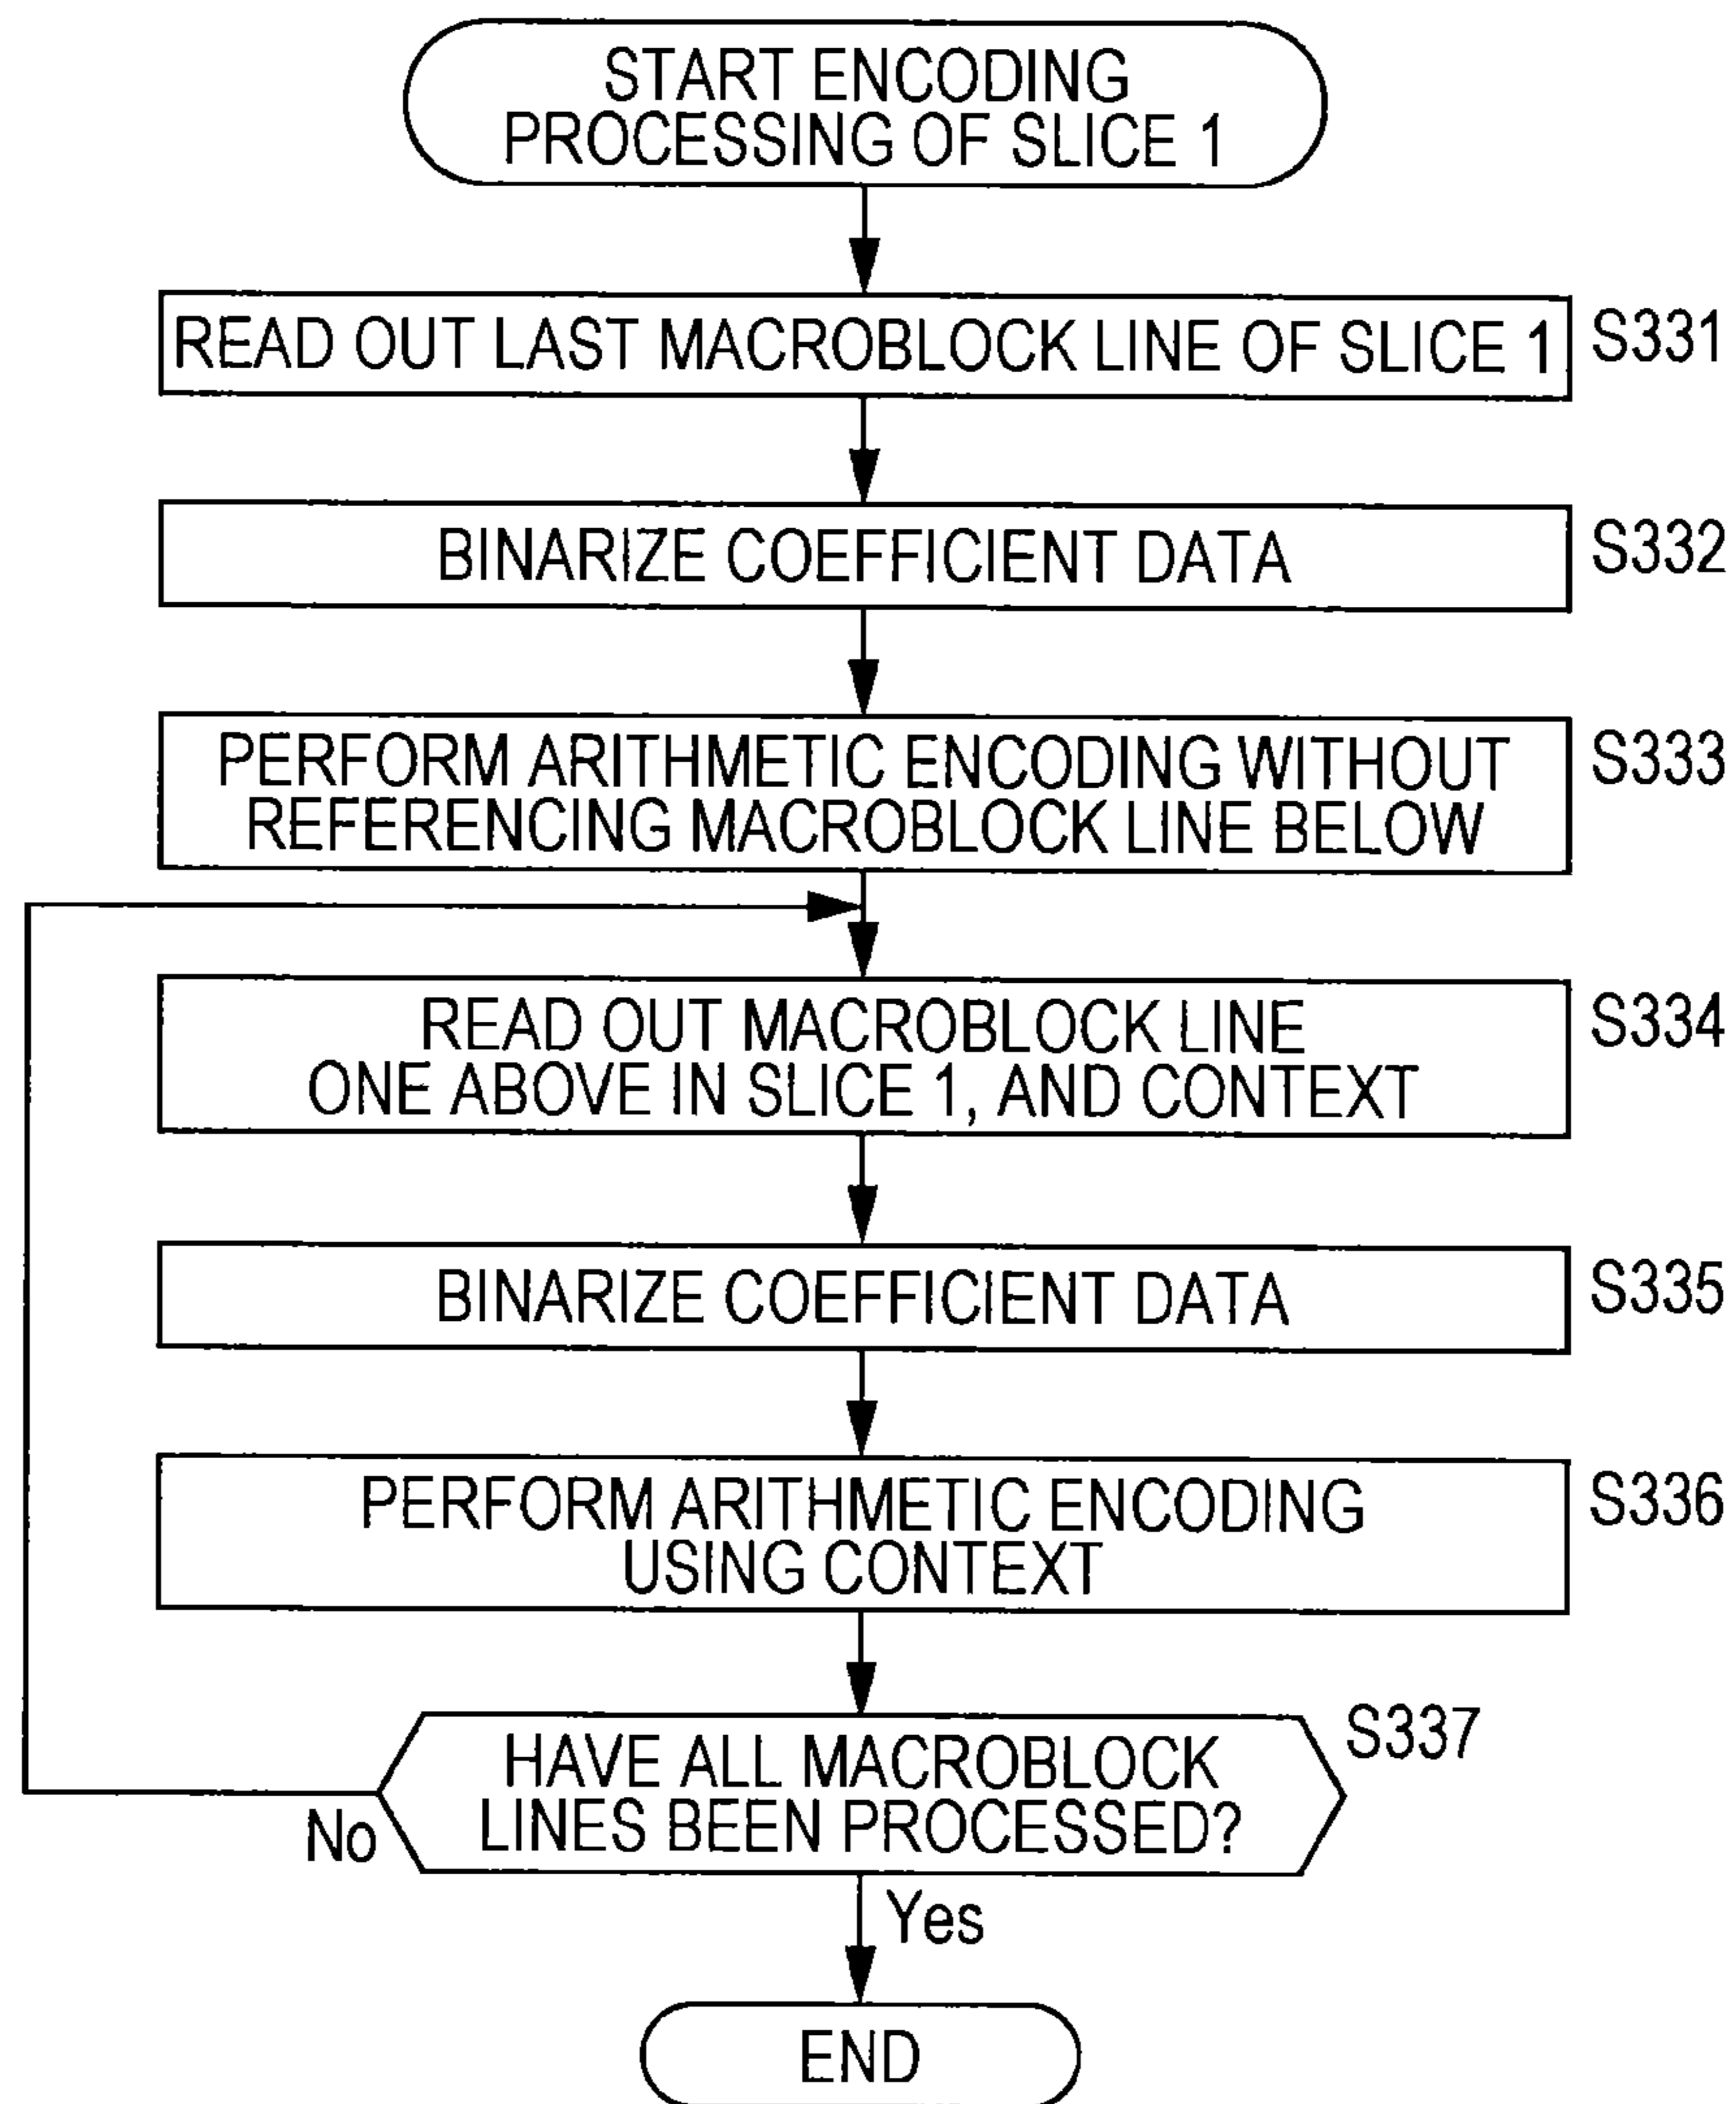 START ENCODING
PROCESSING OF SLICE 1
READ OUT LAST MACROBLOCK LINE OF SLICE 1
S331
BINARIZE COEFFICIENT DATA
S332
PERFORM ARITHMETIC ENCODING WITHOUT
REFERENCING MACROBLOCK LINE BELOW
S333
READ OUT MACROBLOCK LINE
ONE ABOVE IN SLICE 1, AND CONTEXT
S334
BINARIZE COEFFICIENT DATA
S335
PERFORM ARITHMETIC ENCODING
USING CONTEXT
S336
HAVE ALL MACROBLOCK
LINES BEEN PROCESSED?
S337
No
Yes
END